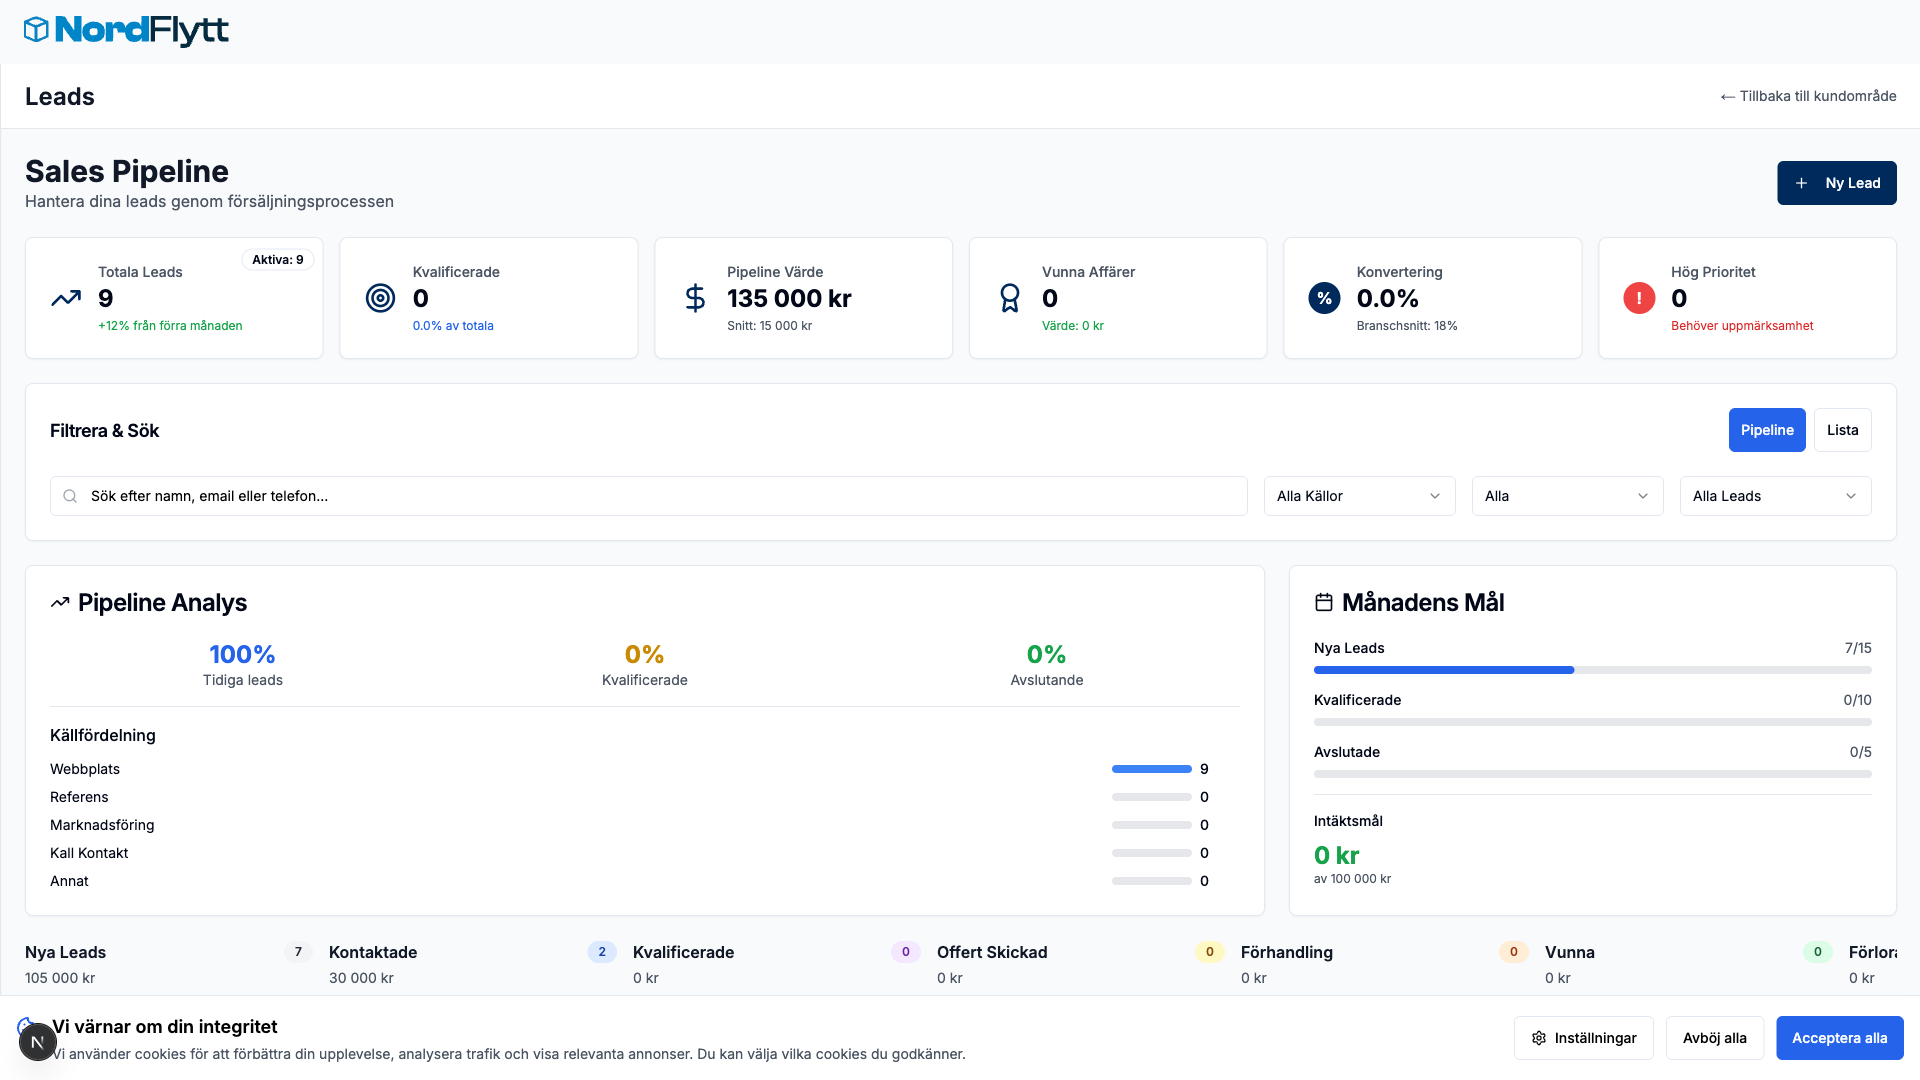 NordFlytt
Leads
← Tillbaka till kundområde
Sales Pipeline
Hantera dina leads genom försäljningsprocessen
+ Ny Lead
Aktiva: 9
Totala Leads
9
+12% från förra månaden
Kvalificerade
0
0.0% av totala
Pipeline Värde
135 000 kr
Snitt: 15 000 kr
Vunna Affärer
0
Värde: 0 kr
%
Konvertering
0.0%
Branschsnitt: 18%
!
Hög Prioritet
0
Behöver uppmärksamhet
Filtrera & Sök
Pipeline
Lista
Sök efter namn, email eller telefon...
Alla Källor
Alla
Alla Leads
Pipeline Analys
100%
Tidiga leads
0%
Kvalificerade
0%
Avslutande
Källfördelning
Webbplats 9
Referens 0
Marknadsföring 0
Kall Kontakt 0
Annat 0
Månadens Mål
Nya Leads 7/15
Kvalificerade 0/10
Avslutade 0/5
Intäktsmål
0 kr
av 100 000 kr
Nya Leads 7
105 000 kr
Kontaktade 2
30 000 kr
Kvalificerade 0
0 kr
Offert Skickad 0
0 kr
Förhandling 0
0 kr
Vunna 0
0 kr
Förlora
0 kr
Vi värnar om din integritet
Vi använder cookies för att förbättra din upplevelse, analysera trafik och visa relevanta annonser. Du kan välja vilka cookies du godkänner.
N
Inställningar
Avböj alla
Acceptera alla